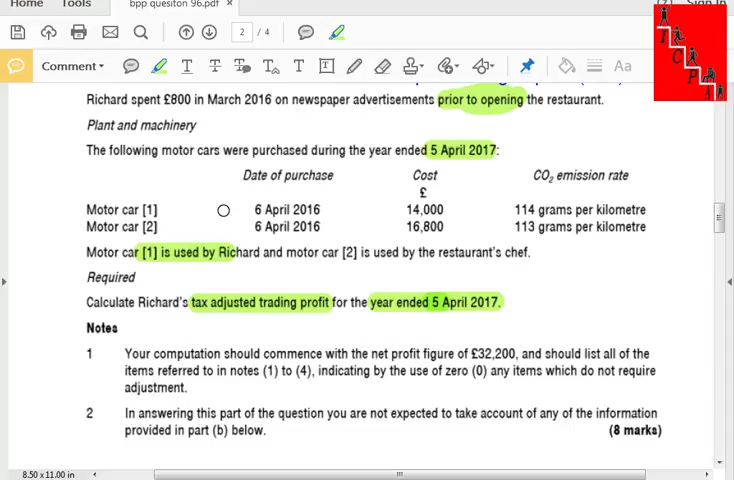 Home Tools bpp quesiton 96.pdf × Sign In
2 / 4
Comment
T C P A
Richard spent £800 in March 2016 on newspaper advertisements prior to opening the restaurant.
Plant and machinery
The following motor cars were purchased during the year ended 5 April 2017:
Date of purchase Cost CO2 emission rate
£
Motor car [1] 6 April 2016 14,000 114 grams per kilometre
Motor car [2] 6 April 2016 16,800 113 grams per kilometre
Motor car [1] is used by Richard and motor car [2] is used by the restaurant's chef.
Required
Calculate Richard's tax adjusted trading profit for the year ended 5 April 2017.
Notes
1 Your computation should commence with the net profit figure of £32,200, and should list all of the
items referred to in notes (1) to (4), indicating by the use of zero (0) any items which do not require
adjustment.
2 In answering this part of the question you are not expected to take account of any of the information
provided in part (b) below. (8 marks)
8.50 x 11.00 in